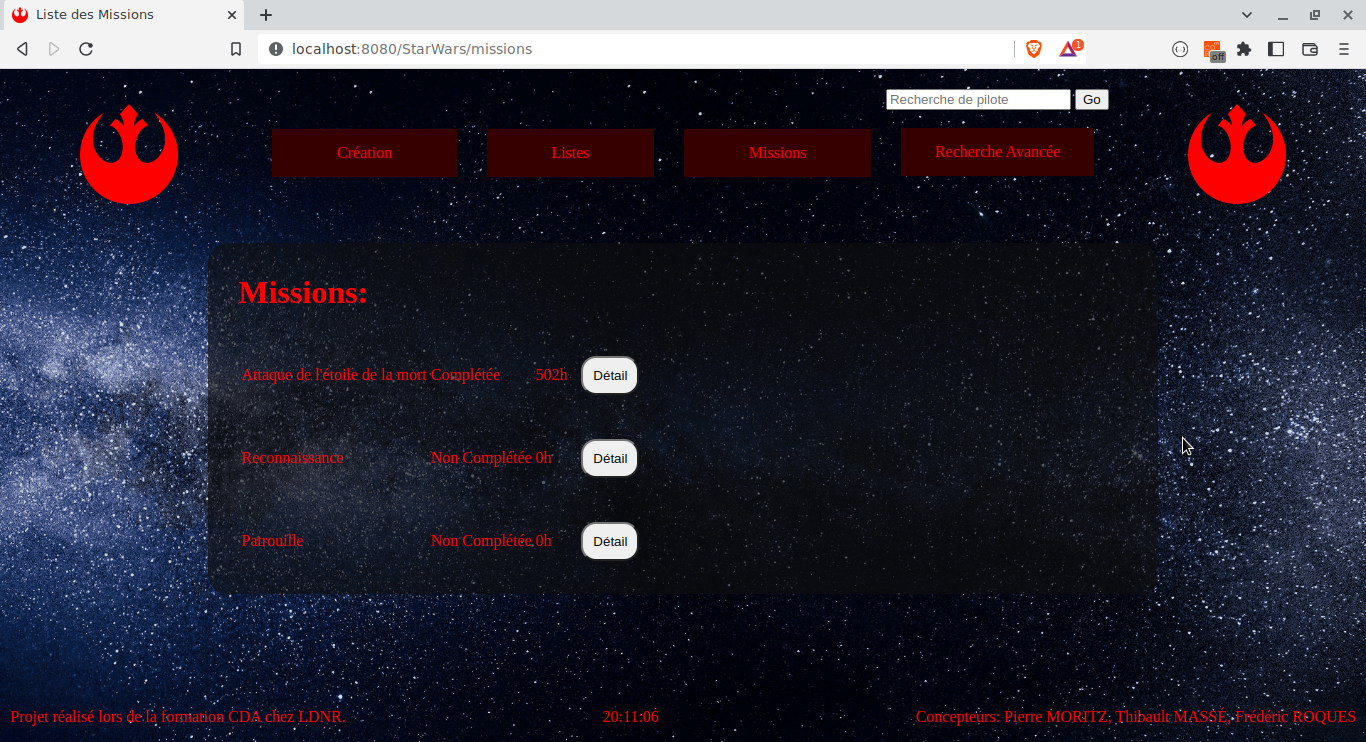 Liste des Missions
localhost:8080/StarWars/missions
1
off
Recherche de pilote Go
Création Listes Missions Recherche Avancée
Missions:
Attaque de l'étoile de la mort Complétée 502h Détail
Reconnaissance Non Complétée 0h Détail
Patrouille Non Complétée 0h Détail
Projet réalisé lors de la formation CDA chez LDNR. 20:11:06 Concepteurs: Pierre MORITZ, Thibault MASSÉ, Frédéric ROQUES